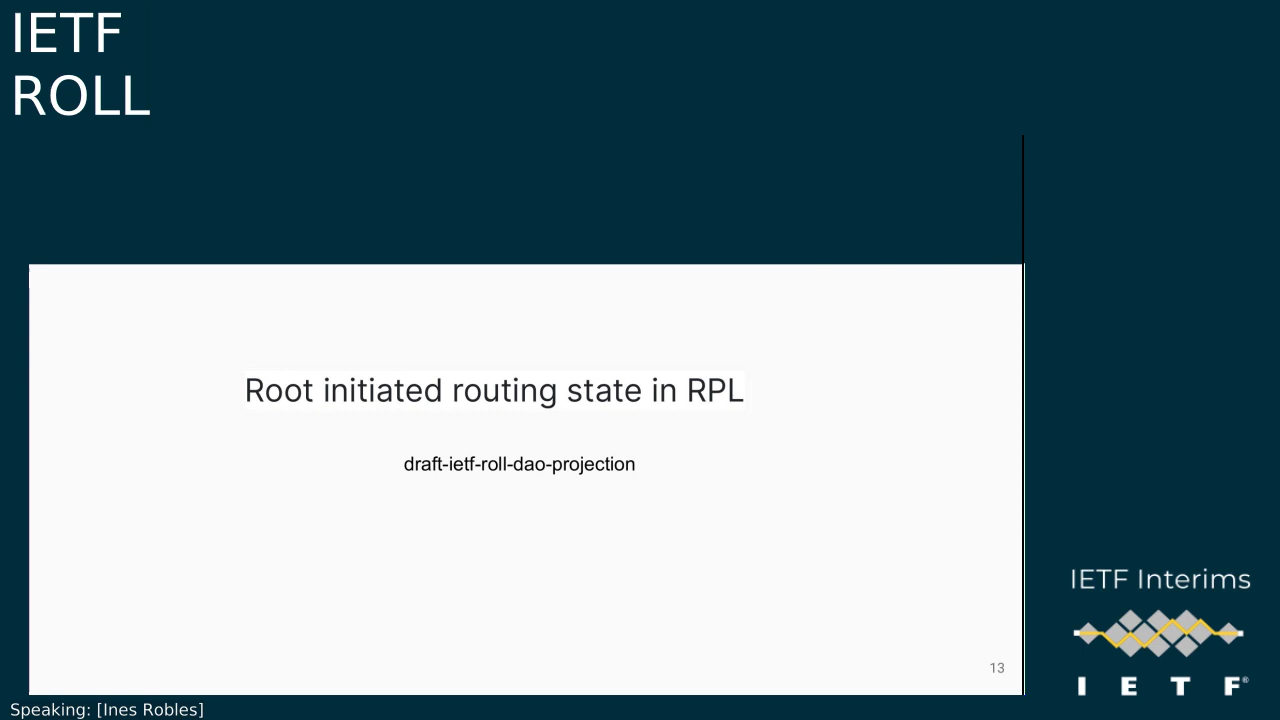 IETF
ROLL
Root initiated routing state in RPL
draft-ietf-roll-dao-projection
13
IETF Interims
I E T F®
Speaking: [Ines Robles]